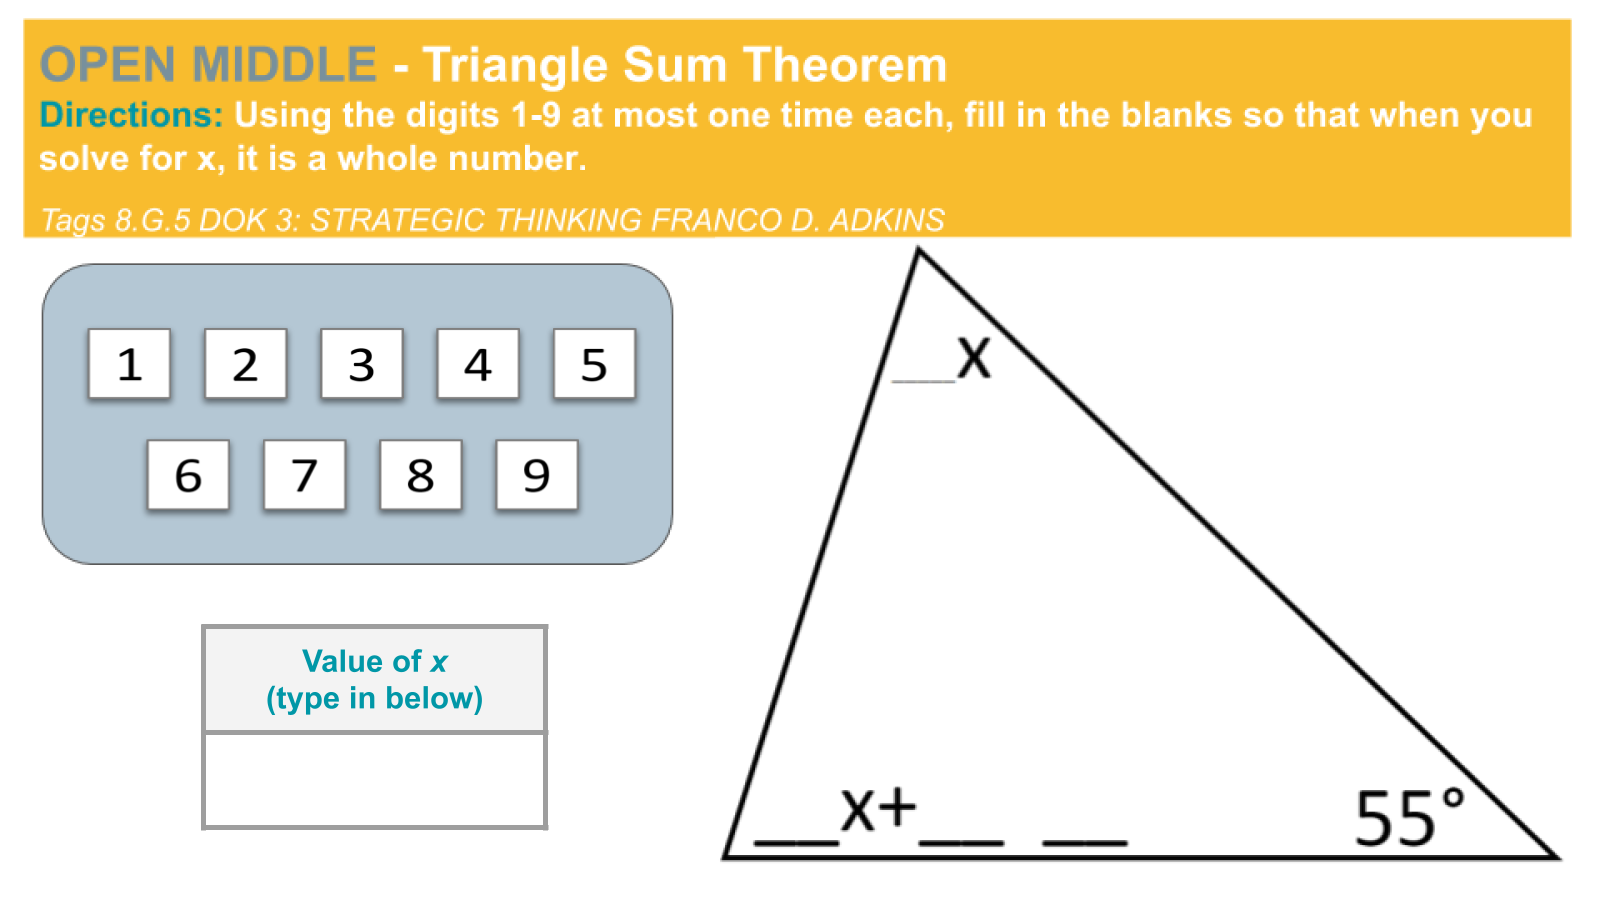 OPEN MIDDLE - Triangle Sum Theorem
Directions: Using the digits 1-9 at most one time each, fill in the blanks so that when you
solve for x, it is a whole number.
Tags 8.G.5 DOK 3: STRATEGIC THINKING FRANCO D. ADKINS
1 2 3 4 5
6 7 8 9
__x
Value of x
(type in below)
__x+__ __
55°